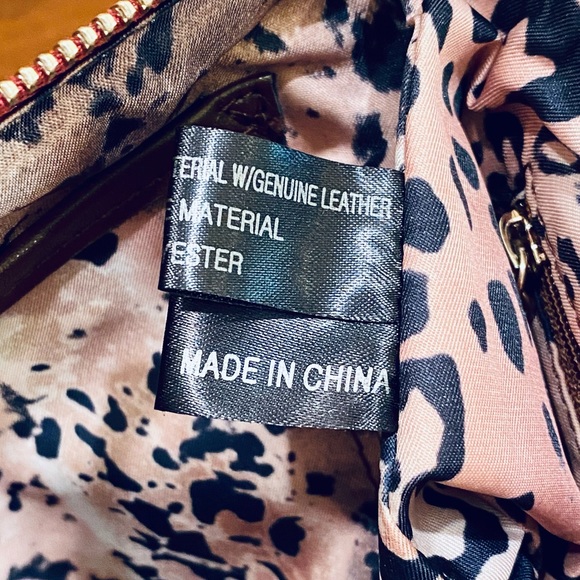 ERIAL W/GENUINE LEATHER
MATERIAL
ESTER
MADE IN CHINA